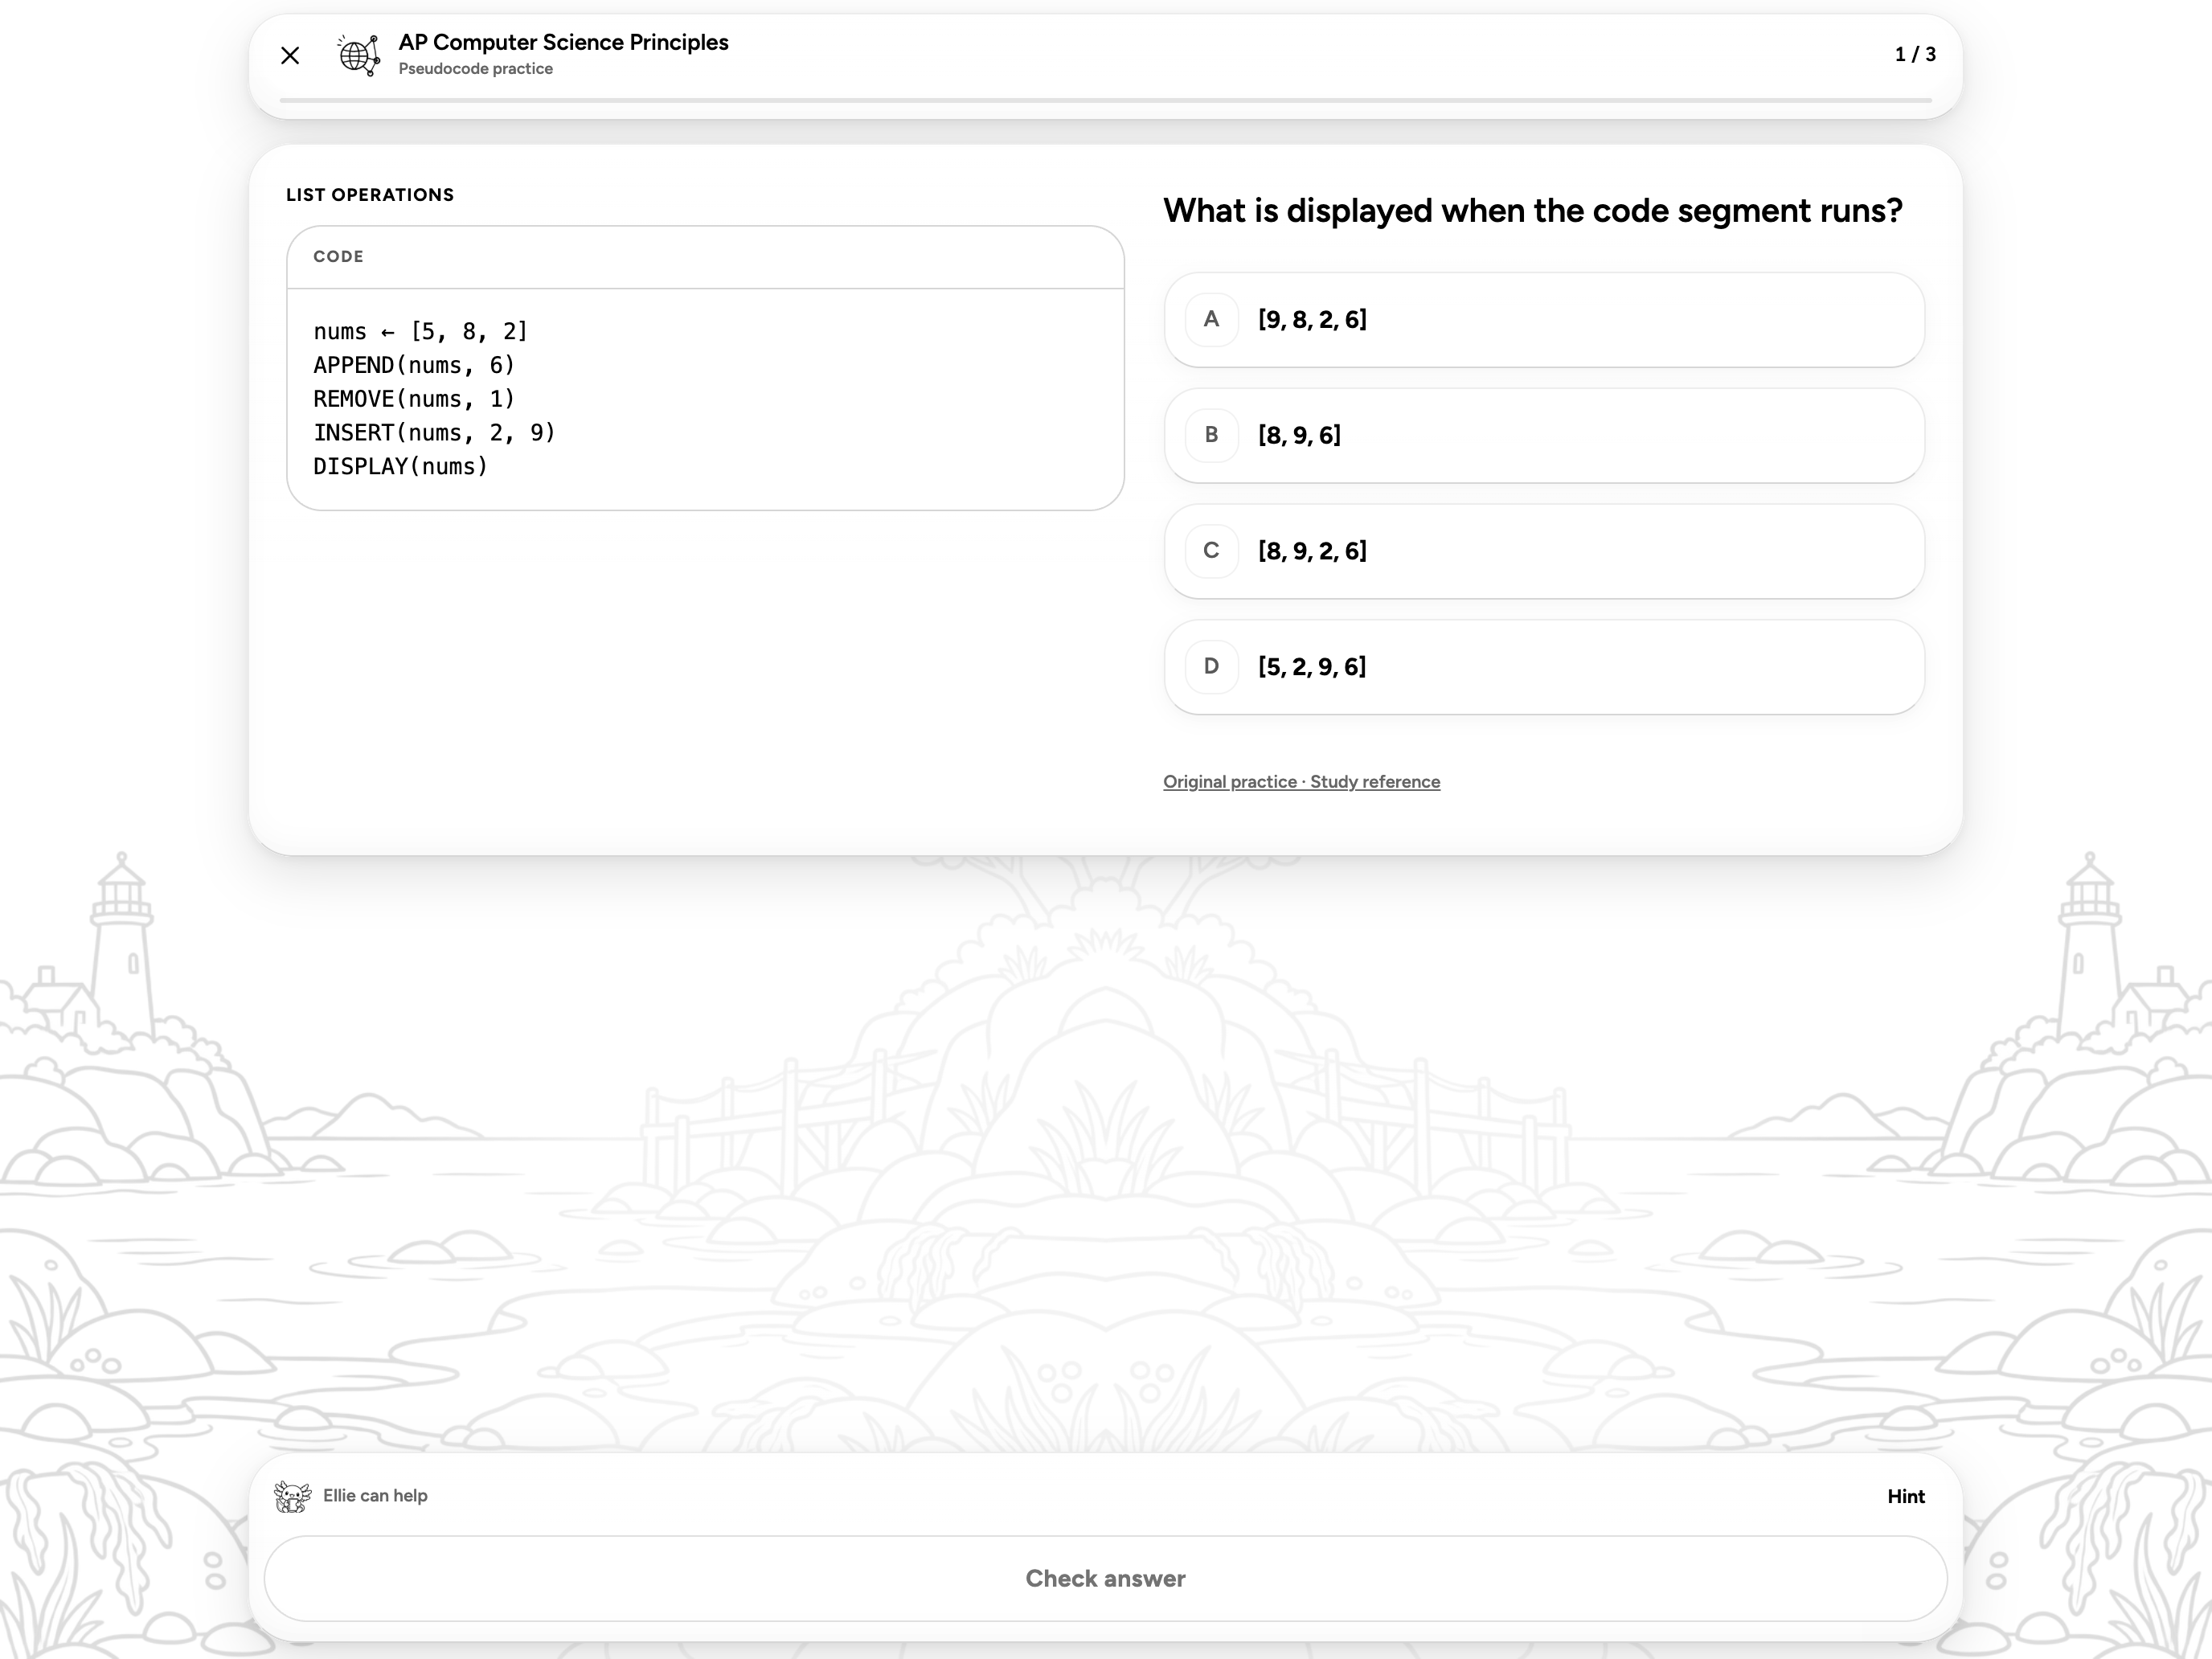 AP Computer Science Principles
Pseudocode practice
1 / 3
LIST OPERATIONS
CODE
nums ← [5, 8, 2]
APPEND(nums, 6)
REMOVE(nums, 1)
INSERT(nums, 2, 9)
DISPLAY(nums)
What is displayed when the code segment runs?
A [9, 8, 2, 6]
B [8, 9, 6]
C [8, 9, 2, 6]
D [5, 2, 9, 6]
Original practice · Study reference
Ellie can help
Hint
Check answer